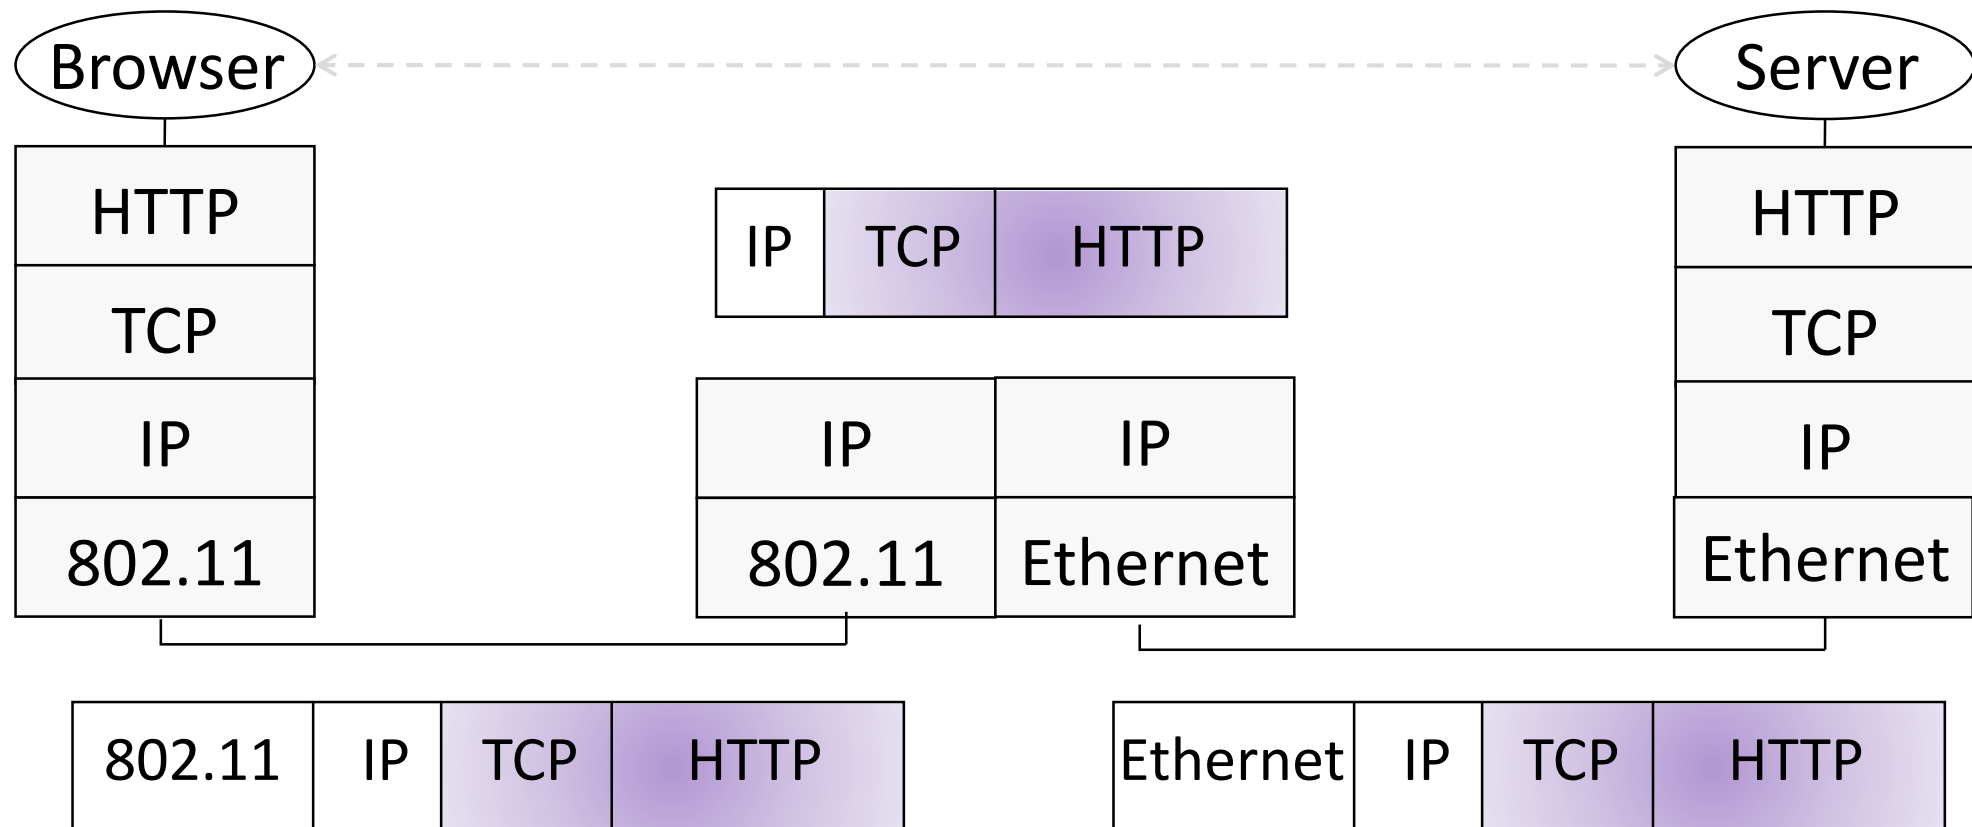 Browser
Server
HTTP
TCP
IP
802.11
IP TCP HTTP
IP IP
802.11 Ethernet
HTTP
TCP
IP
Ethernet
802.11 IP TCP HTTP
Ethernet IP TCP HTTP